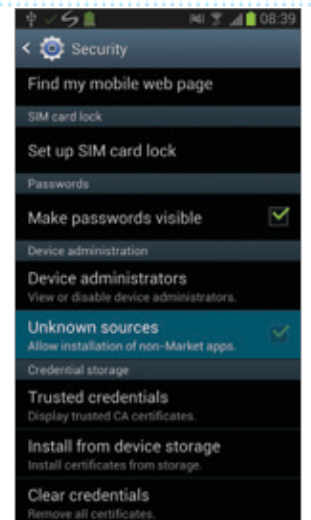 08:39
Security
Find my mobile web page
SIM card lock
Set up SIM card lock
Passwords
Make passwords visible
Device administration
Device administrators
View or disable device administrators.
Unknown sources
Allow installation of non-Market apps.
Credential storage
Trusted credentials
Display trusted CA certificates.
Install from device storage
Install certificates from storage.
Clear credentials
Remove all certificates.